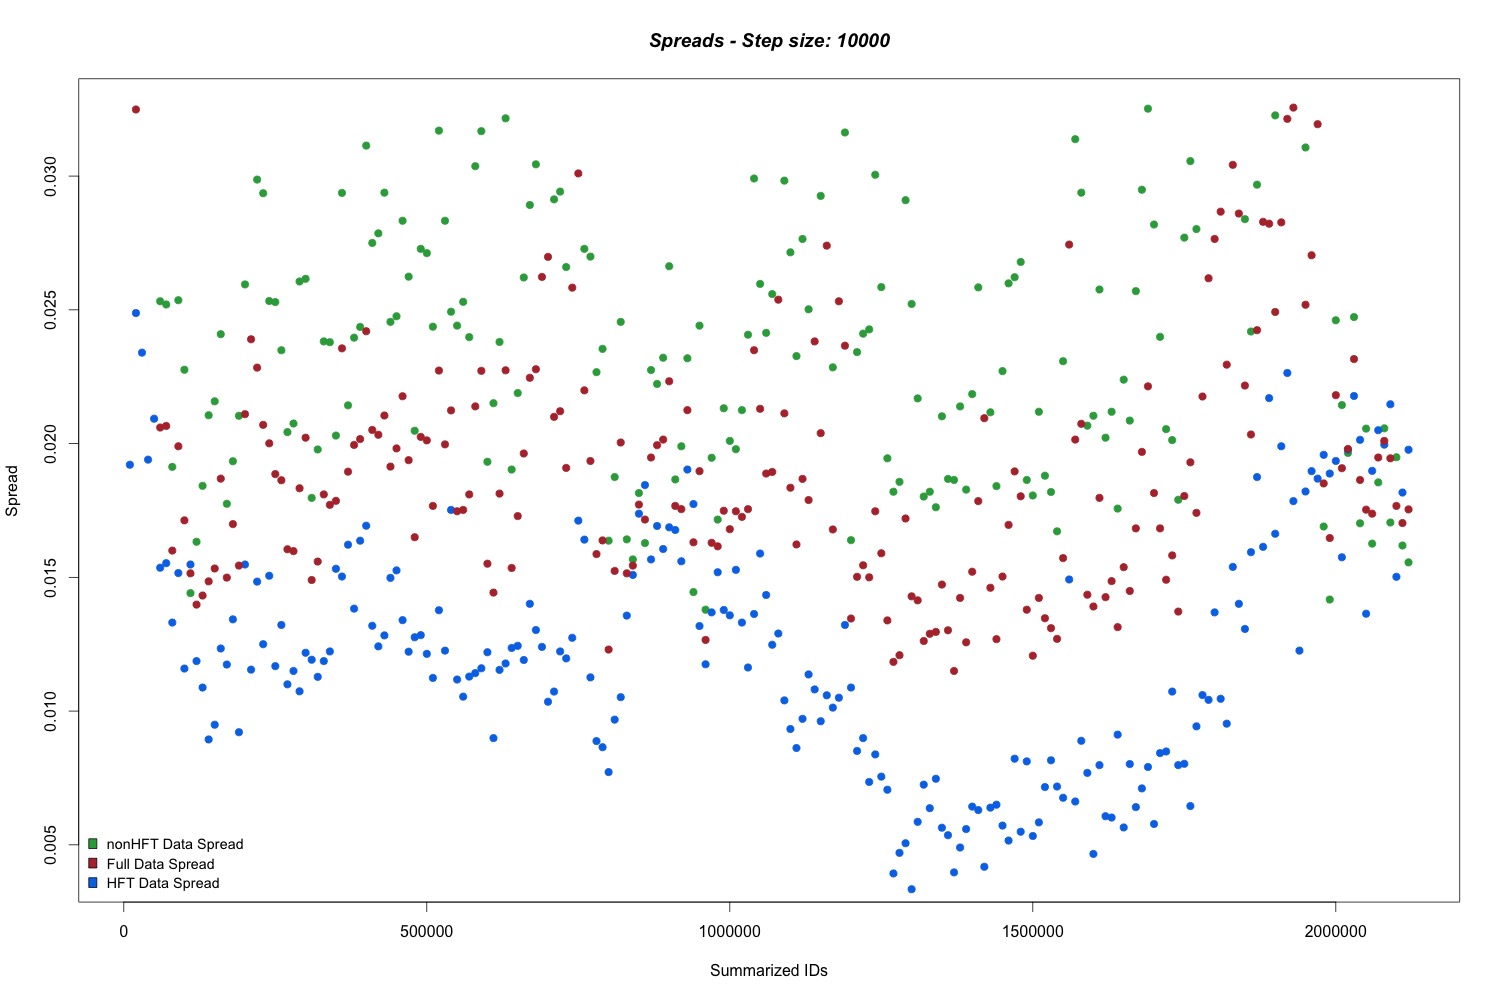 Spreads - Step size: 10000
Spread
0.030
0.025
0.020
0.015
0.010
0.005
nonHFT Data Spread
Full Data Spread
HFT Data Spread
0 500000 1000000 1500000 2000000
Summarized IDs